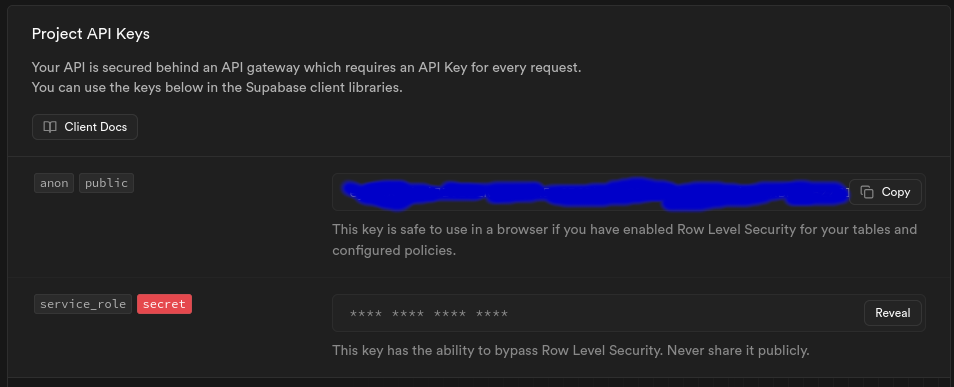 Project API Keys
Your API is secured behind an API gateway which requires an API Key for every request.
You can use the keys below in the Supabase client libraries.
Client Docs
anon public
Copy
This key is safe to use in a browser if you have enabled Row Level Security for your tables and
configured policies.
service_role secret
**** **** **** ****
Reveal
This key has the ability to bypass Row Level Security. Never share it publicly.